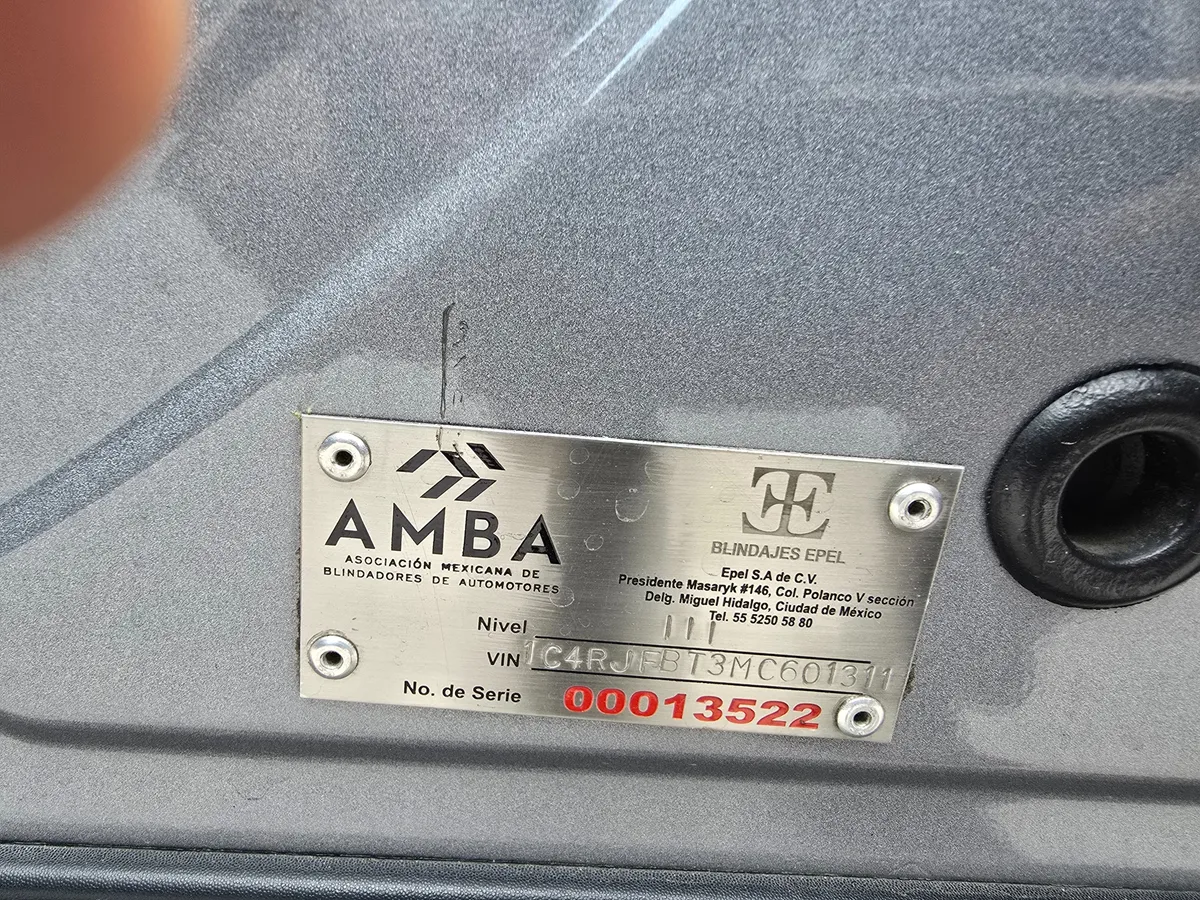 AMBA
ASOCIACIÓN MEXICANA DE
BLINDADORES DE AUTOMOTORES
BLINDAJES EPEL
Epel S.A de C.V.
Presidente Masaryk #146, Col. Polanco V sección
Delg. Miguel Hidalgo, Ciudad de México
Tel. 55 5250 58 80
Nivel III
VIN 1C4RJFBT3MC601311
No. de Serie 00013522